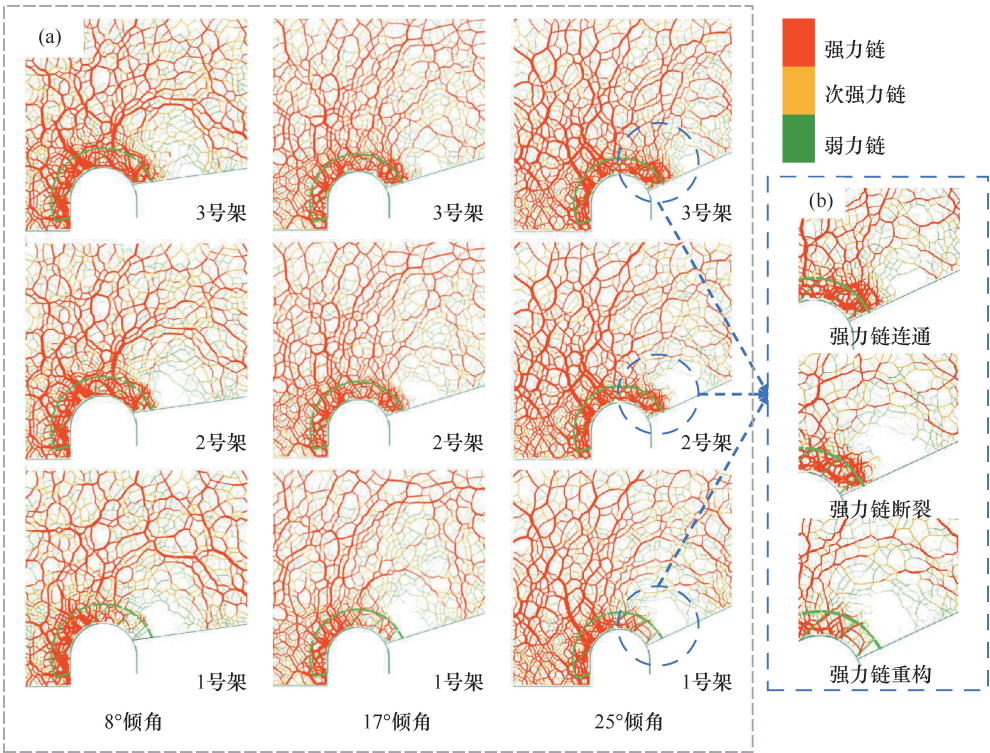 (a)
强力链
次强力链
弱力链
3号架
3号架
3号架
(b)
强力链连通
2号架
2号架
2号架
强力链断裂
1号架
1号架
1号架
强力链重构
8°倾角
17°倾角
25°倾角